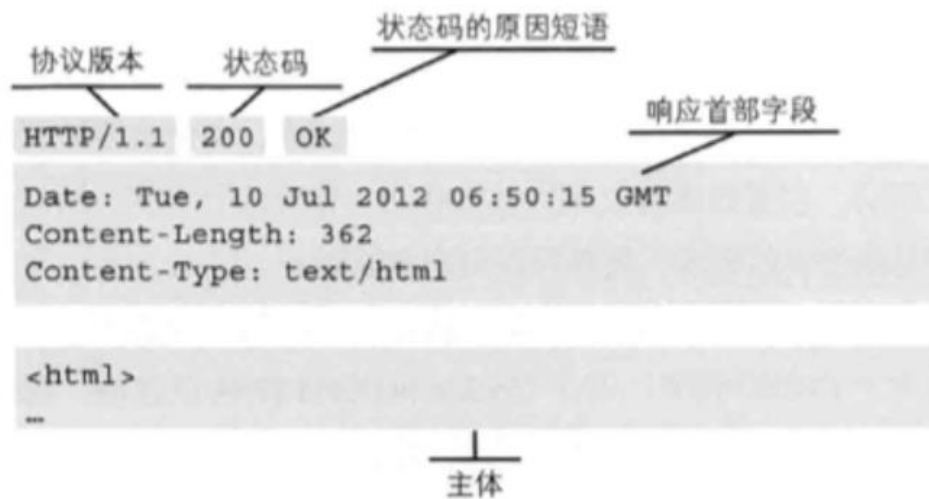 状态码的原因短语
协议版本 状态码
响应首部字段
HTTP/1.1 200 OK
Date: Tue, 10 Jul 2012 06:50:15 GMT
Content-Length: 362
Content-Type: text/html
<html>
…
主体